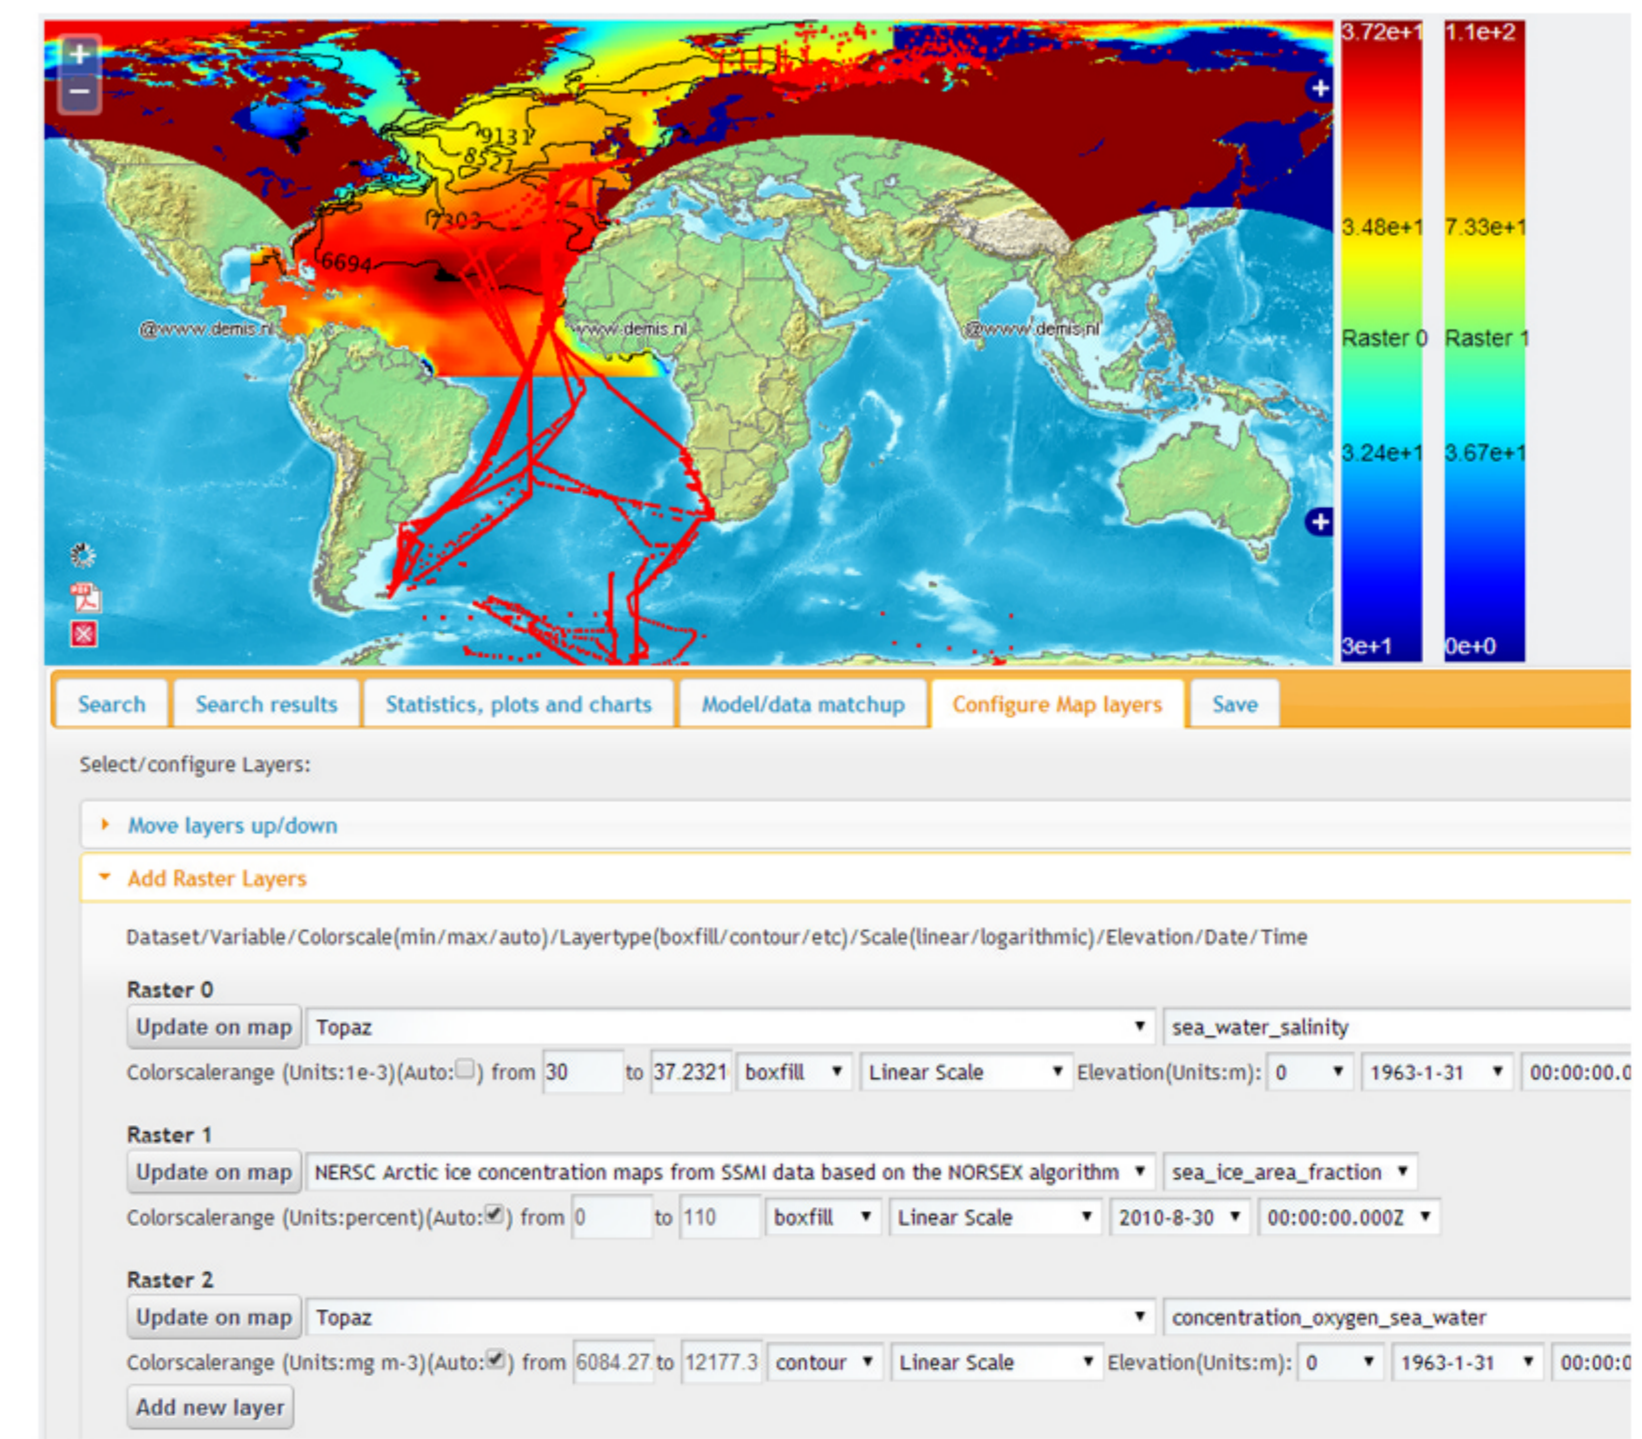 +
−
3.72e+1 1.1e+2
9131
8521
7303
6694
3.48e+1 7.33e+1
@www.demis.nl www.demis.nl @www.demis.nl
Raster 0 Raster 1
3.24e+1 3.67e+1
3e+1 0e+0
Search Search results Statistics, plots and charts Model/data matchup Configure Map layers Save
Select/configure Layers:
Move layers up/down
Add Raster Layers
Dataset/Variable/Colorscale(min/max/auto)/Layertype(boxfill/contour/etc)/Scale(linear/logarithmic)/Elevation/Date/Time
Raster 0
Update on map Topaz sea_water_salinity
Colorscalerange (Units:1e-3)(Auto: ) from 30 to 37.2321 boxfill Linear Scale Elevation(Units:m): 0 1963-1-31 00:00:00.0
Raster 1
Update on map NERSC Arctic ice concentration maps from SSMI data based on the NORSEX algorithm sea_ice_area_fraction
Colorscalerange (Units:percent)(Auto: ) from 0 to 110 boxfill Linear Scale 2010-8-30 00:00:00.000Z
Raster 2
Update on map Topaz concentration_oxygen_sea_water
Colorscalerange (Units:mg m-3)(Auto: ) from 6084.27 to 12177.3 contour Linear Scale Elevation(Units:m): 0 1963-1-31 00:00:0
Add new layer